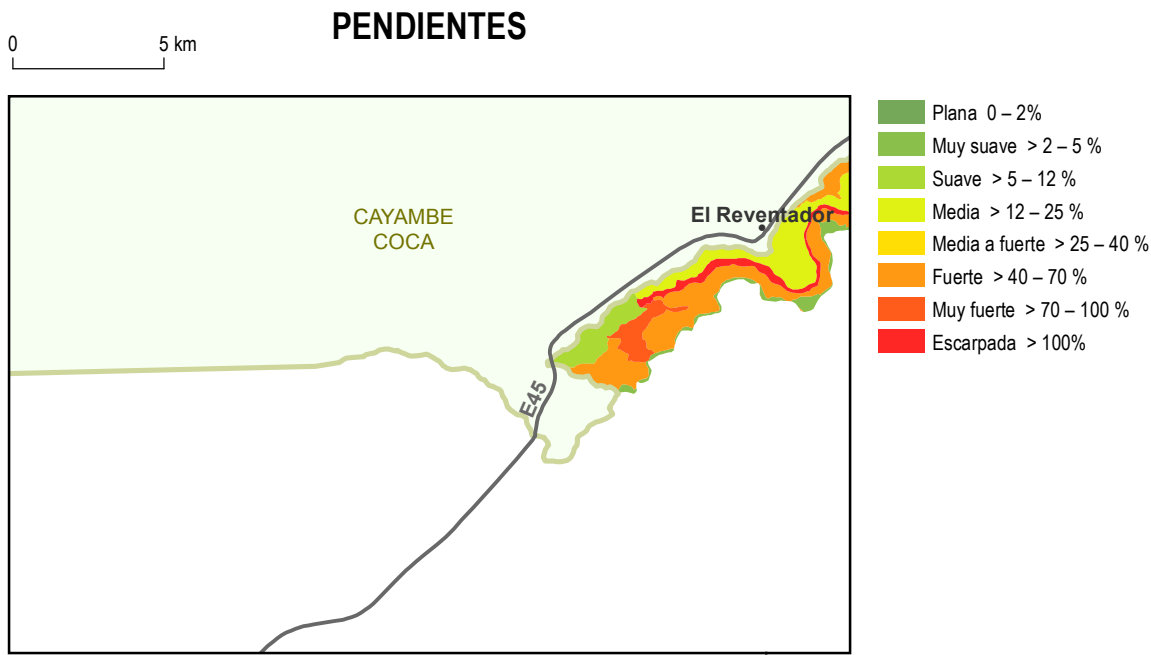 PENDIENTES
0 5 km
CAYAMBE
COCA
El Reventador
E45
Plana 0 – 2%
Muy suave > 2 – 5 %
Suave > 5 – 12 %
Media > 12 – 25 %
Media a fuerte > 25 – 40 %
Fuerte > 40 – 70 %
Muy fuerte > 70 – 100 %
Escarpada > 100%